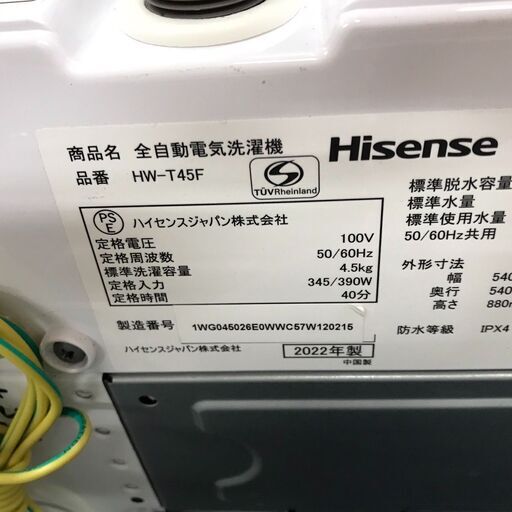 商品名 全自動電気洗濯機
品番 HW-T45F
TÜVRheinland
Hisense
PS
E
ハイセンスジャパン株式会社
定格電圧 100V
定格周波数 50/60Hz
標準洗濯容量 4.5kg
定格入力 345/390W
定格時間 40分
標準脱水容量
標準水量
標準使用水量
50/60Hz共用
外形寸法
幅 540
奥行 540
高さ 880m
製造番号 1WG045026E0WWC57W120215
防水等級 IPX4
ハイセンスジャパン株式会社
2022年製
中国製